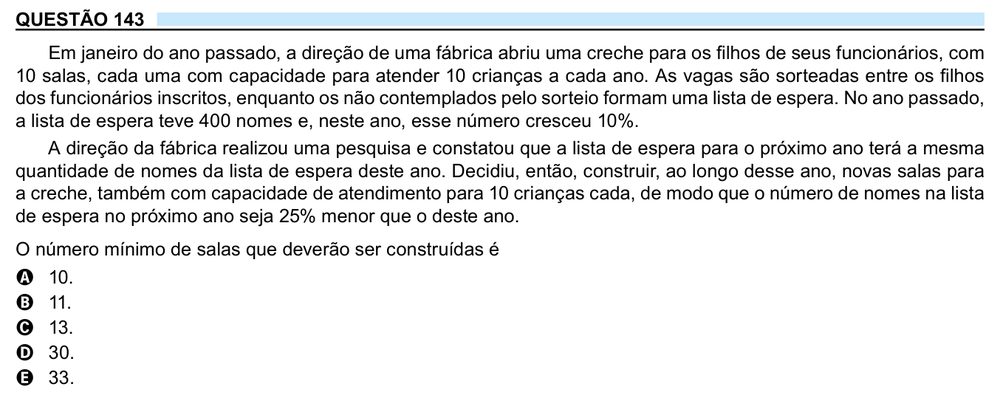 QUESTÃO 143
Em janeiro do ano passado, a direção de uma fábrica abriu uma creche para os filhos de seus funcionários, com
10 salas, cada uma com capacidade para atender 10 crianças a cada ano. As vagas são sorteadas entre os filhos
dos funcionários inscritos, enquanto os não contemplados pelo sorteio formam uma lista de espera. No ano passado,
a lista de espera teve 400 nomes e, neste ano, esse número cresceu 10%.
A direção da fábrica realizou uma pesquisa e constatou que a lista de espera para o próximo ano terá a mesma
quantidade de nomes da lista de espera deste ano. Decidiu, então, construir, ao longo desse ano, novas salas para
a creche, também com capacidade de atendimento para 10 crianças cada, de modo que o número de nomes na lista
de espera no próximo ano seja 25% menor que o deste ano.
O número mínimo de salas que deverão ser construídas é
A 10.
B 11.
C 13.
D 30.
E 33.